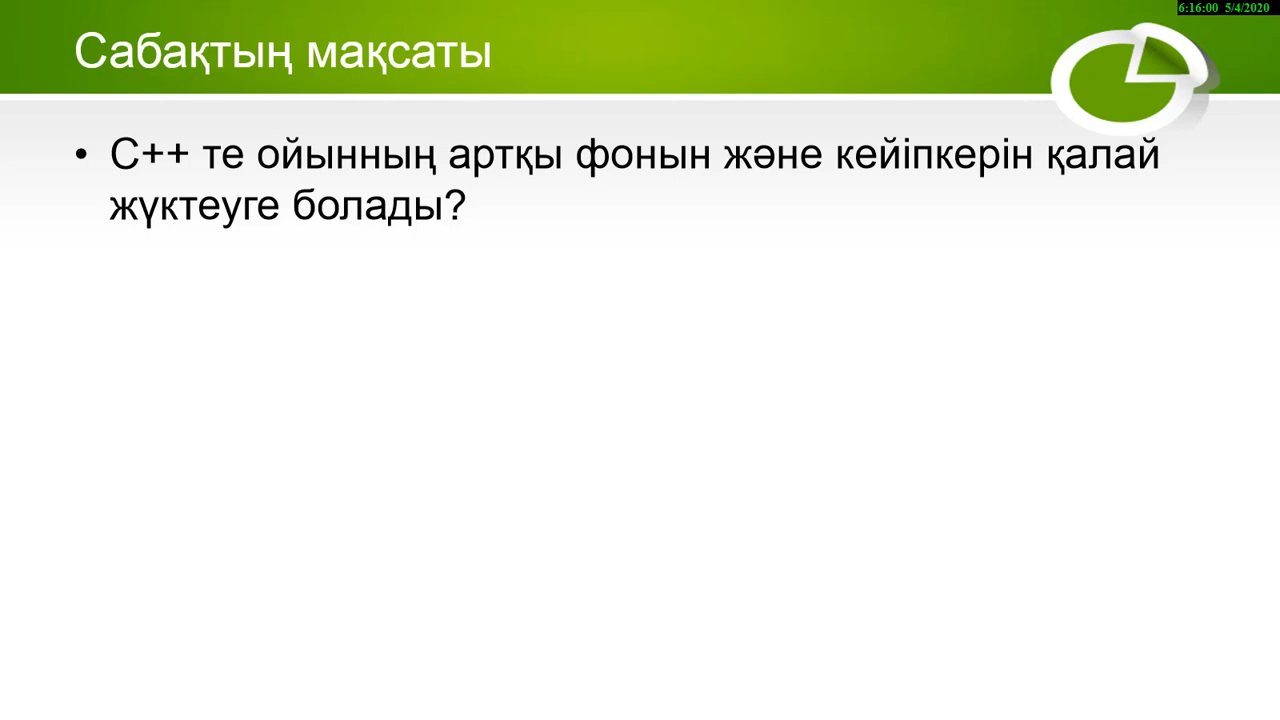 6:16:00 5/4/2020
Сабақтың мақсаты
• С++ те ойынның артқы фонын және кейіпкерін қалай
жүктеуге болады?